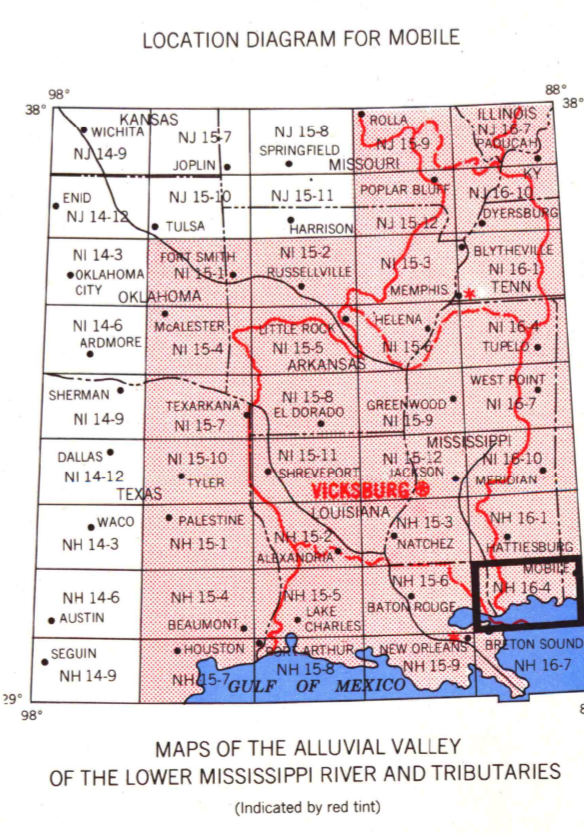 LOCATION DIAGRAM FOR MOBILE
98° 88°
38° 38°
KANSAS ILLINOIS
WICHITA NJ 15-7 NJ 15-8 ROLLA NJ 16-7
NJ 14-9 JOPLIN SPRINGFIELD NJ 15-9 PADUCAH
MISSOURI KY
ENID NJ 15-10 NJ 15-11 POPLAR BLUFF NJ 16-10
NJ 14-12 TULSA HARRISON NJ 15-12 DYERSBURG
NI 14-3 FORT SMITH NI 15-2 NI 15-3 BLYTHEVILLE
OKLAHOMA NI 15-1 RUSSELLVILLE MEMPHIS NI 16-1
CITY TENN
OKLAHOMA
NI 14-6 McALESTER LITTLE ROCK HELENA NI 16-4
ARDMORE NI 15-4 NI 15-5 NI 15-6 TUPELO
ARKANSAS
SHERMAN TEXARKANA NI 15-8 GREENWOOD WEST POINT
NI 14-9 NI 15-7 EL DORADO NI 15-9 NI 16-7
MISSISSIPPI
DALLAS NI 15-10 NI 15-11 NI 15-12 NI 16-10
NI 14-12 TYLER SHREVEPORT JACKSON MERIDIAN
TEXAS VICKSBURG
LOUISIANA
WACO PALESTINE NH 15-2 NH 15-3 NH 16-1
NH 14-3 NH 15-1 ALEXANDRIA NATCHEZ HATTIESBURG
MOBILE
NH 14-6 NH 15-4 NH 15-5 NH 15-6 NH 16-4
AUSTIN BEAUMONT LAKE BATON ROUGE
CHARLES
SEGUIN HOUSTON PORT ARTHUR NEW ORLEANS BRETON SOUND
NH 14-9 NH 15-7 NH 15-8 NH 15-9 NH 16-7
GULF OF MEXICO
29°
98° 8
MAPS OF THE ALLUVIAL VALLEY
OF THE LOWER MISSISSIPPI RIVER AND TRIBUTARIES
(Indicated by red tint)